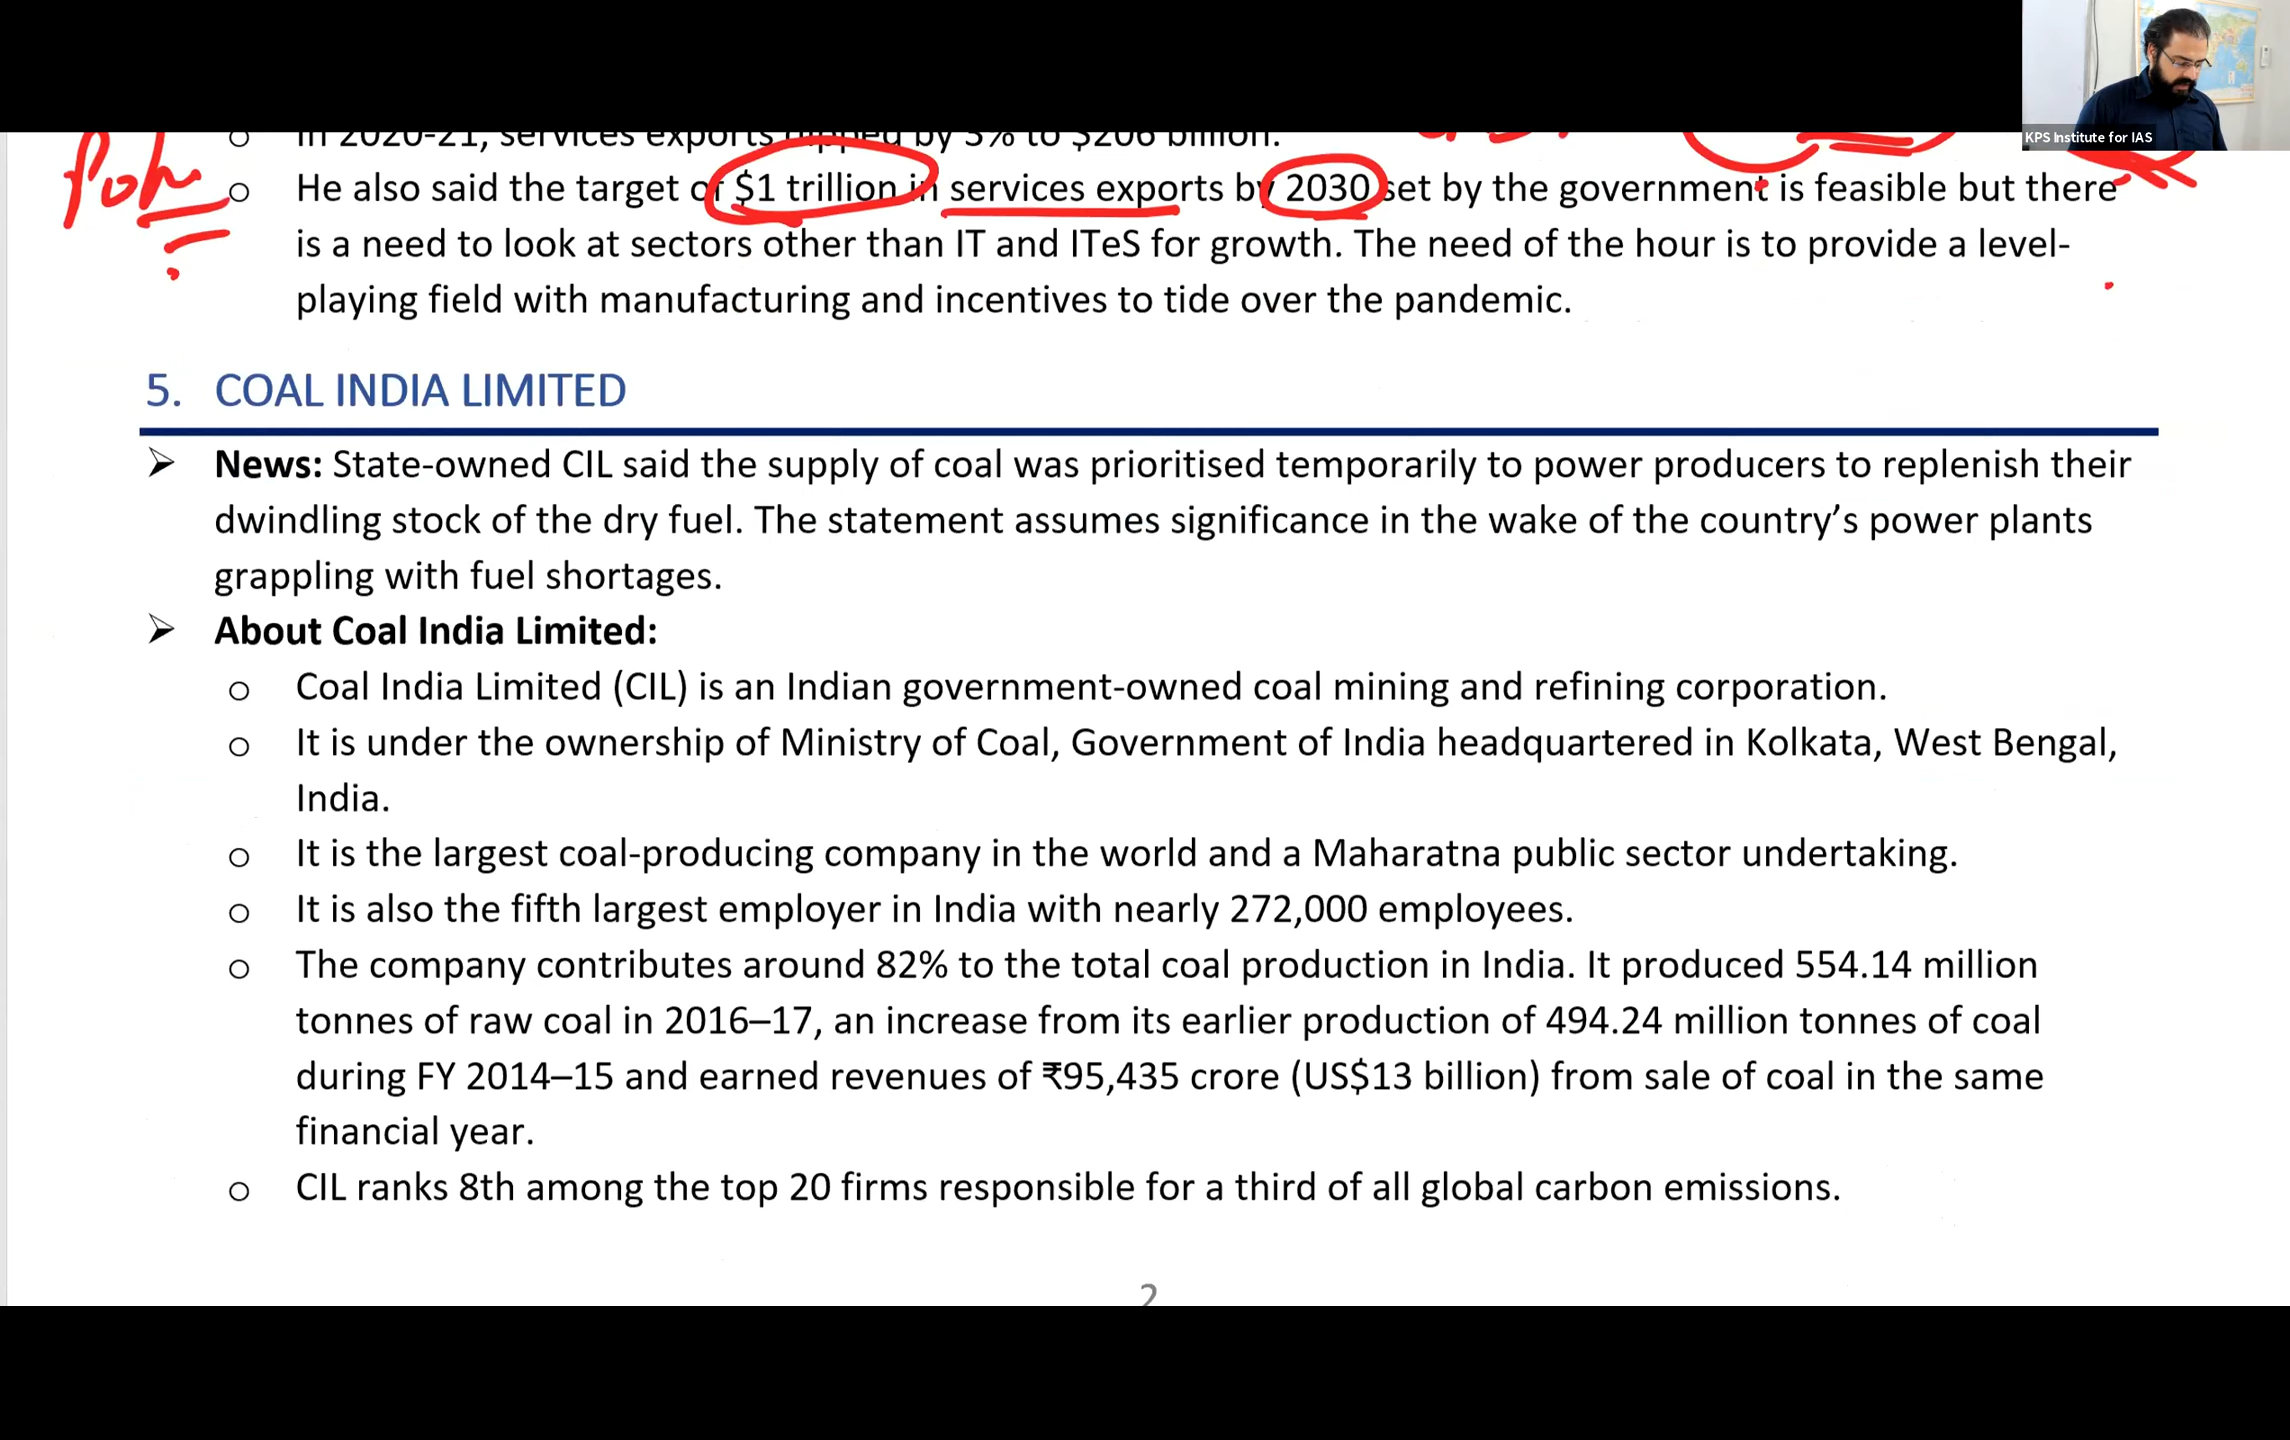 KPS Institute for IAS
In 2020-21, services exports dipped by 3% to $206 billion.
He also said the target of $1 trillion in services exports by 2030 set by the government is feasible but there
is a need to look at sectors other than IT and ITeS for growth. The need of the hour is to provide a level-
playing field with manufacturing and incentives to tide over the pandemic.
5. COAL INDIA LIMITED
News: State-owned CIL said the supply of coal was prioritised temporarily to power producers to replenish their
dwindling stock of the dry fuel. The statement assumes significance in the wake of the country’s power plants
grappling with fuel shortages.
About Coal India Limited:
Coal India Limited (CIL) is an Indian government-owned coal mining and refining corporation.
It is under the ownership of Ministry of Coal, Government of India headquartered in Kolkata, West Bengal,
India.
It is the largest coal-producing company in the world and a Maharatna public sector undertaking.
It is also the fifth largest employer in India with nearly 272,000 employees.
The company contributes around 82% to the total coal production in India. It produced 554.14 million
tonnes of raw coal in 2016–17, an increase from its earlier production of 494.24 million tonnes of coal
during FY 2014–15 and earned revenues of ₹95,435 crore (US$13 billion) from sale of coal in the same
financial year.
CIL ranks 8th among the top 20 firms responsible for a third of all global carbon emissions.
2